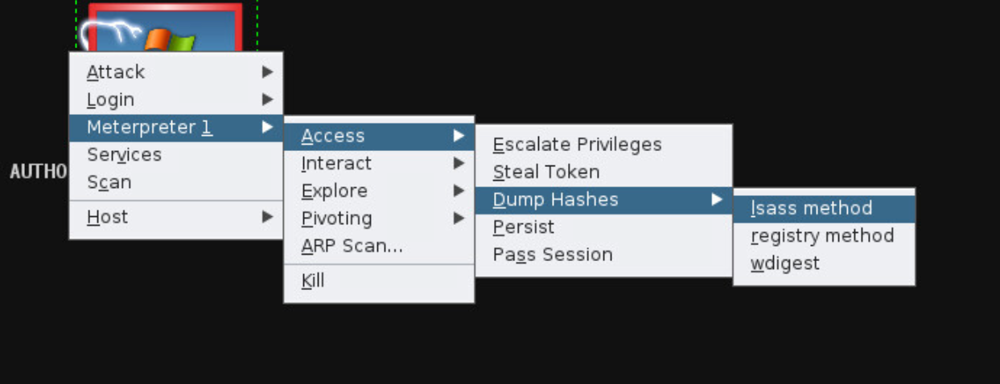 Attack
Login
Meterpreter 1
Services
Scan
Host
AUTHO
Access
Interact
Explore
Pivoting
ARP Scan...
Kill
Escalate Privileges
Steal Token
Dump Hashes
Persist
Pass Session
lsass method
registry method
wdigest